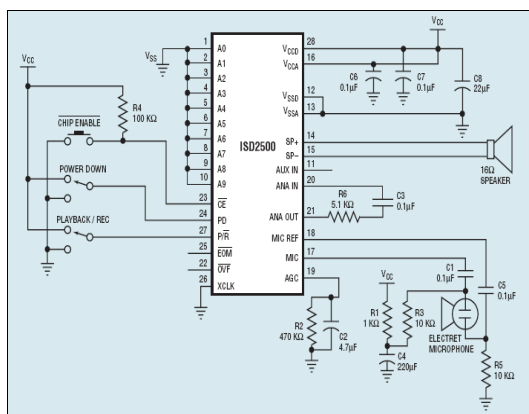 VCC
VCC
VSS
1 A0
2 A1
3 A2
4 A3
5 A4
6 A5
7 A6
8 A7
9 A8
10 A9
23 CE
24 PD
27 P/R
25 EOM
22 OVF
26 XCLK
ISD2500
VCCD 28
VCCA 16
VSSD 12
VSSA 13
SP+ 14
SP– 15
AUX IN 11
ANA IN 20
ANA OUT 21
MIC REF 18
MIC 17
AGC 19
R4
100 KΩ
CHIP ENABLE
POWER DOWN
PLAYBACK / REC
C6
0.1µF
C7
0.1µF
C8
22µF
16Ω
SPEAKER
R6
5.1 KΩ
C3
0.1µF
C1
0.1µF
C5
0.1µF
VCC
R1
1 KΩ
R3
10 KΩ
ELECTRET
MICROPHONE
R2
470 KΩ
C2
4.7µF
C4
220µF
R5
10 KΩ